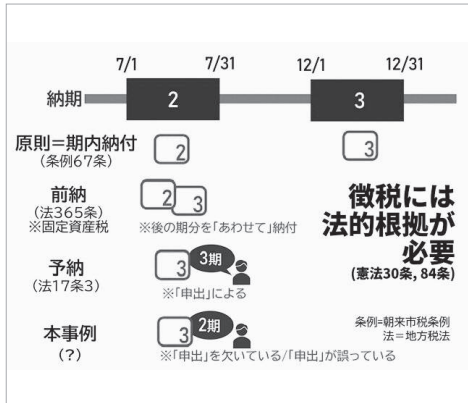 7/1 7/31 12/1 12/31
納期 2 3
原則=期内納付
(条例67条)
2 3
前納
(法365条)
※固定資産税
2 3
※後の期分を「あわせて」納付
予納
(法17条3)
3 3期
※「申出」による
本事例
(?)
3 2期
※「申出」を欠いている/「申出」が誤っている
徴税には
法的根拠が
必要
(憲法30条, 84条)
条例=朝来市税条例
法=地方税法